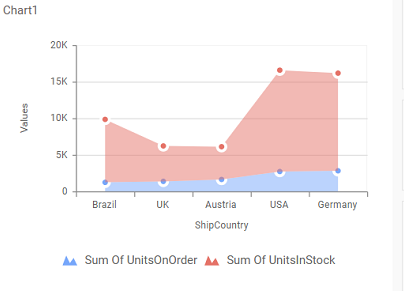 Chart1
20K
15K
10K
5K
0
Values
Brazil UK Austria USA Germany
ShipCountry
Sum Of UnitsOnOrder Sum Of UnitsInStock